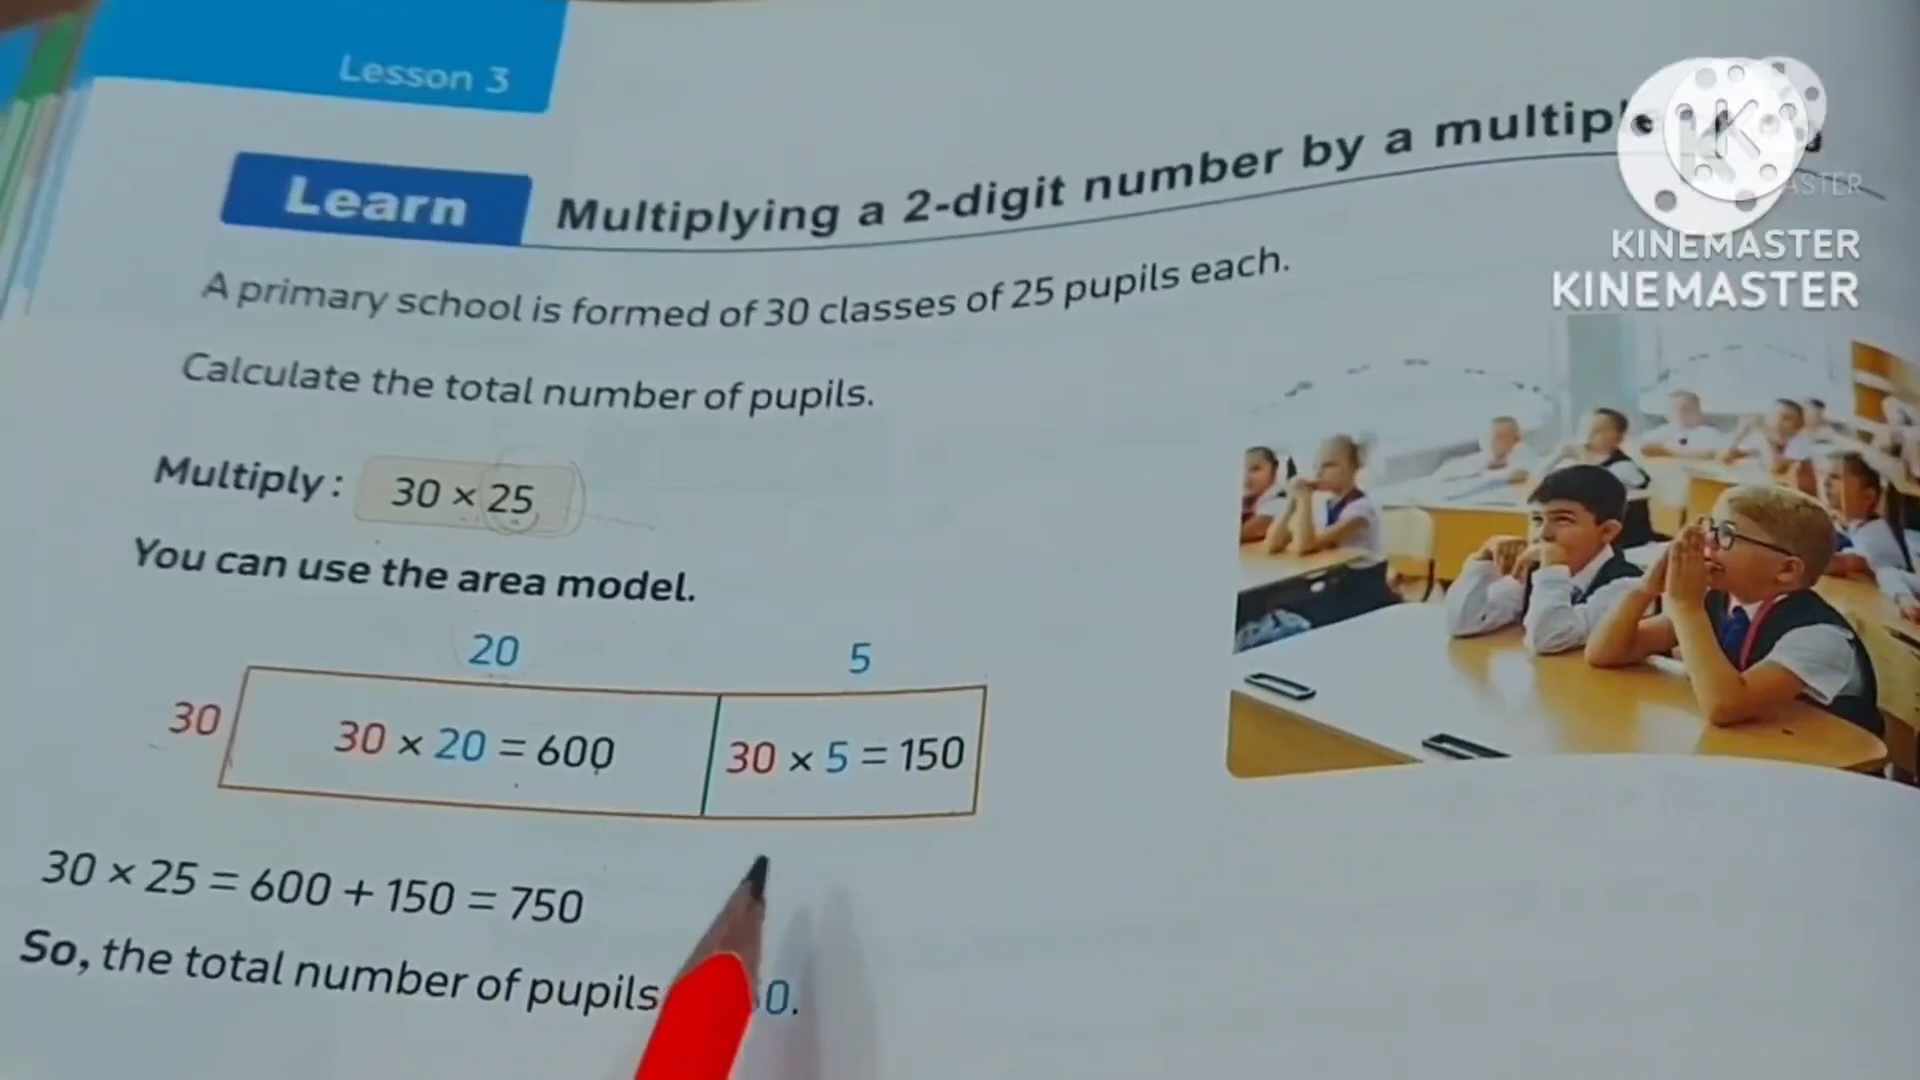 Lesson 3
Learn
Multiplying a 2-digit number by a
KINEMASTER
KINEMASTER
A primary school is formed of 30 classes of 25 pupils each.
Calculate the total number of pupils.
Multiply: 30 × 25
You can use the area model.
20 5
30 30 × 20 = 600 30 × 5 = 150
30 × 25 = 600 + 150 = 750
So, the total number of pupils